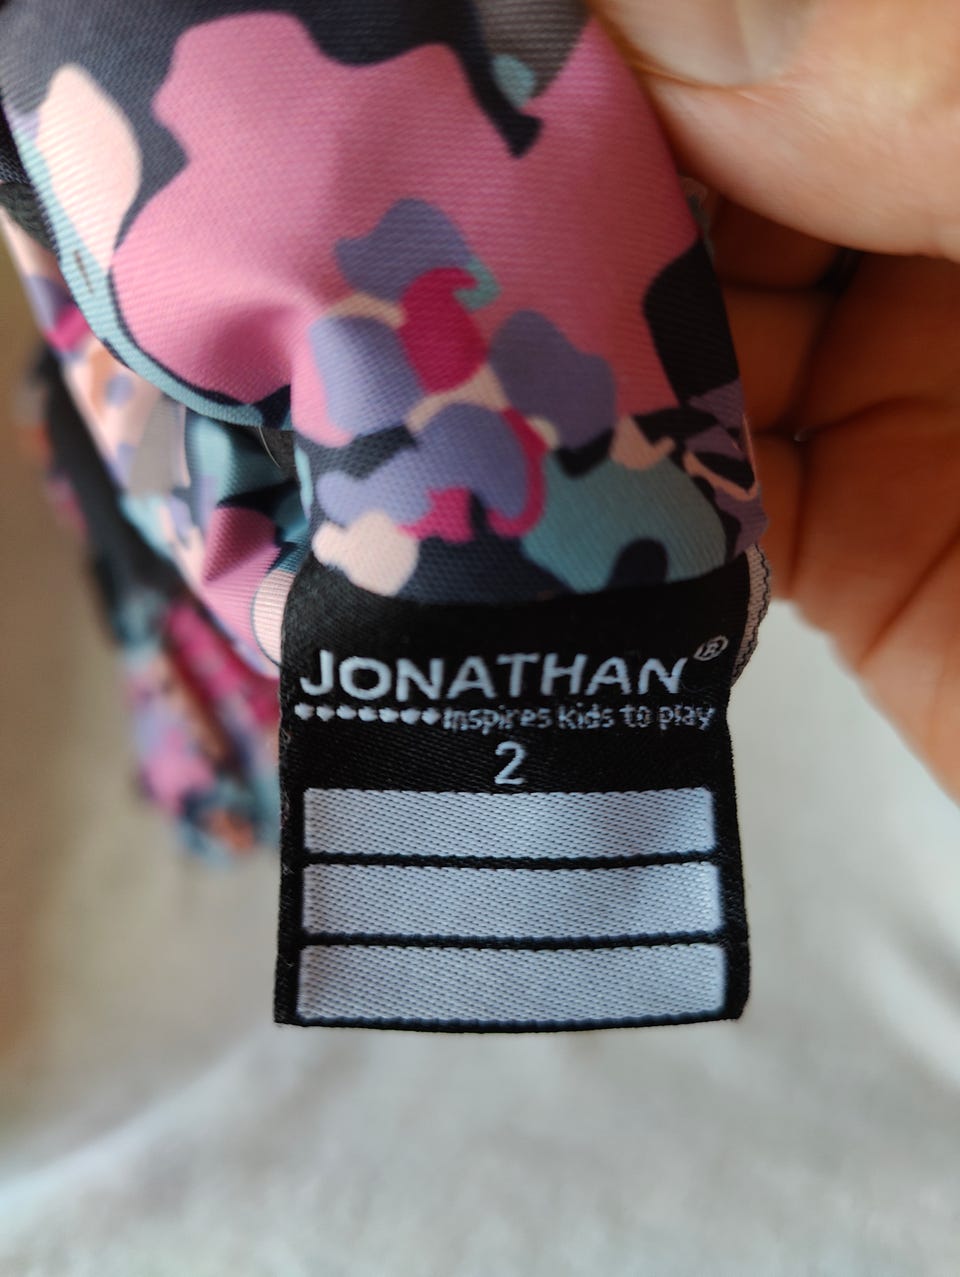 JONATHAN®
inspires kids to play
2